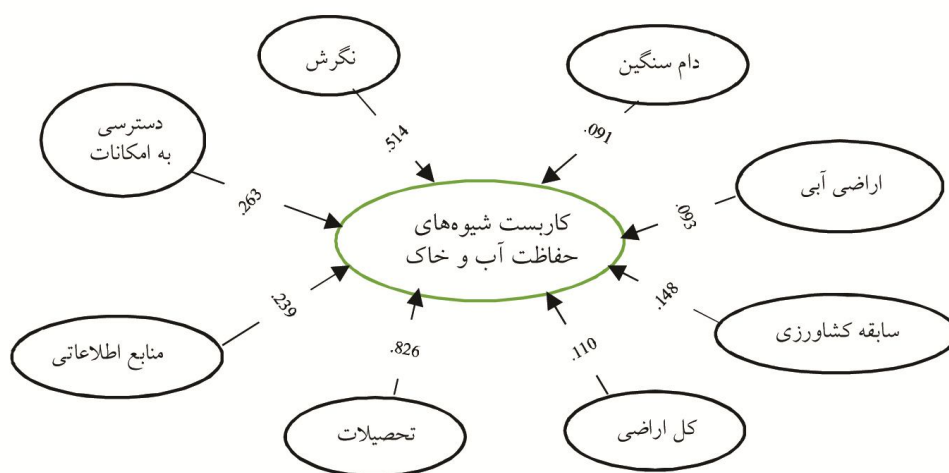 نگرش
دام سنگین
دسترسی
به امکانات
.514
.091
اراضی آبی
.263
.093
کاربست شیوه‌های
حفاظت آب و خاک
.239
.148
منابع اطلاعاتی
سابقه کشاورزی
.826
.110
تحصیلات
کل اراضی